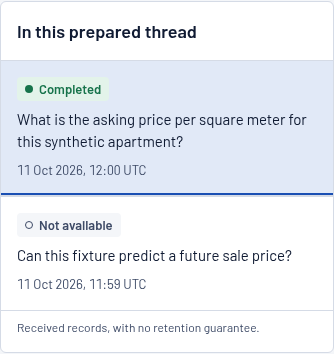 In this prepared thread
Completed
What is the asking price per square meter for
this synthetic apartment?
11 Oct 2026, 12:00 UTC
Not available
Can this fixture predict a future sale price?
11 Oct 2026, 11:59 UTC
Received records, with no retention guarantee.